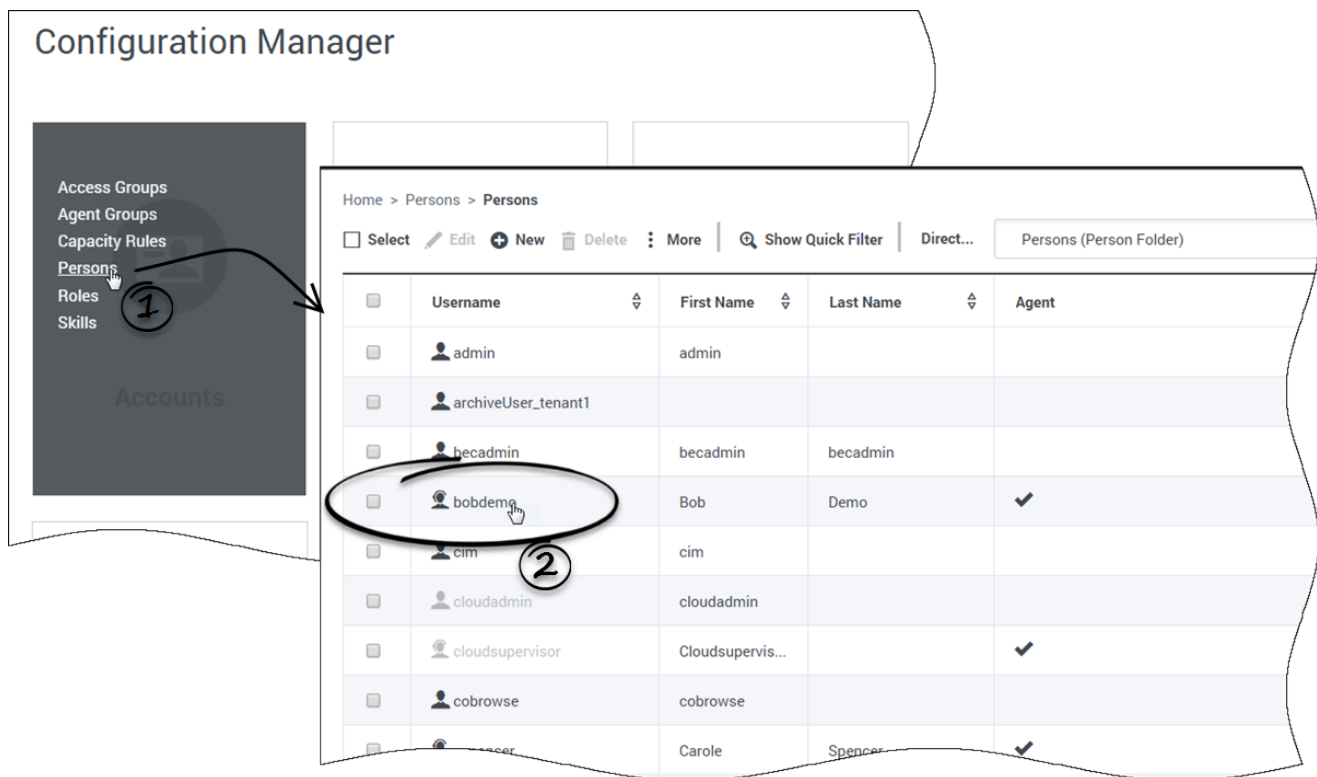 Configuration Manager
Access Groups
Agent Groups
Capacity Rules
Persons
Roles
Skills
Accounts
1
Home > Persons > Persons
Select Edit New Delete More Show Quick Filter Direct... Persons (Person Folder)
Username First Name Last Name Agent
admin admin
archiveUser_tenant1
becadmin becadmin becadmin
bobdemo Bob Demo
cim cim
2
cloudadmin cloudadmin
cloudsupervisor Cloudsupervis...
cobrowse cobrowse
Carole Spencer